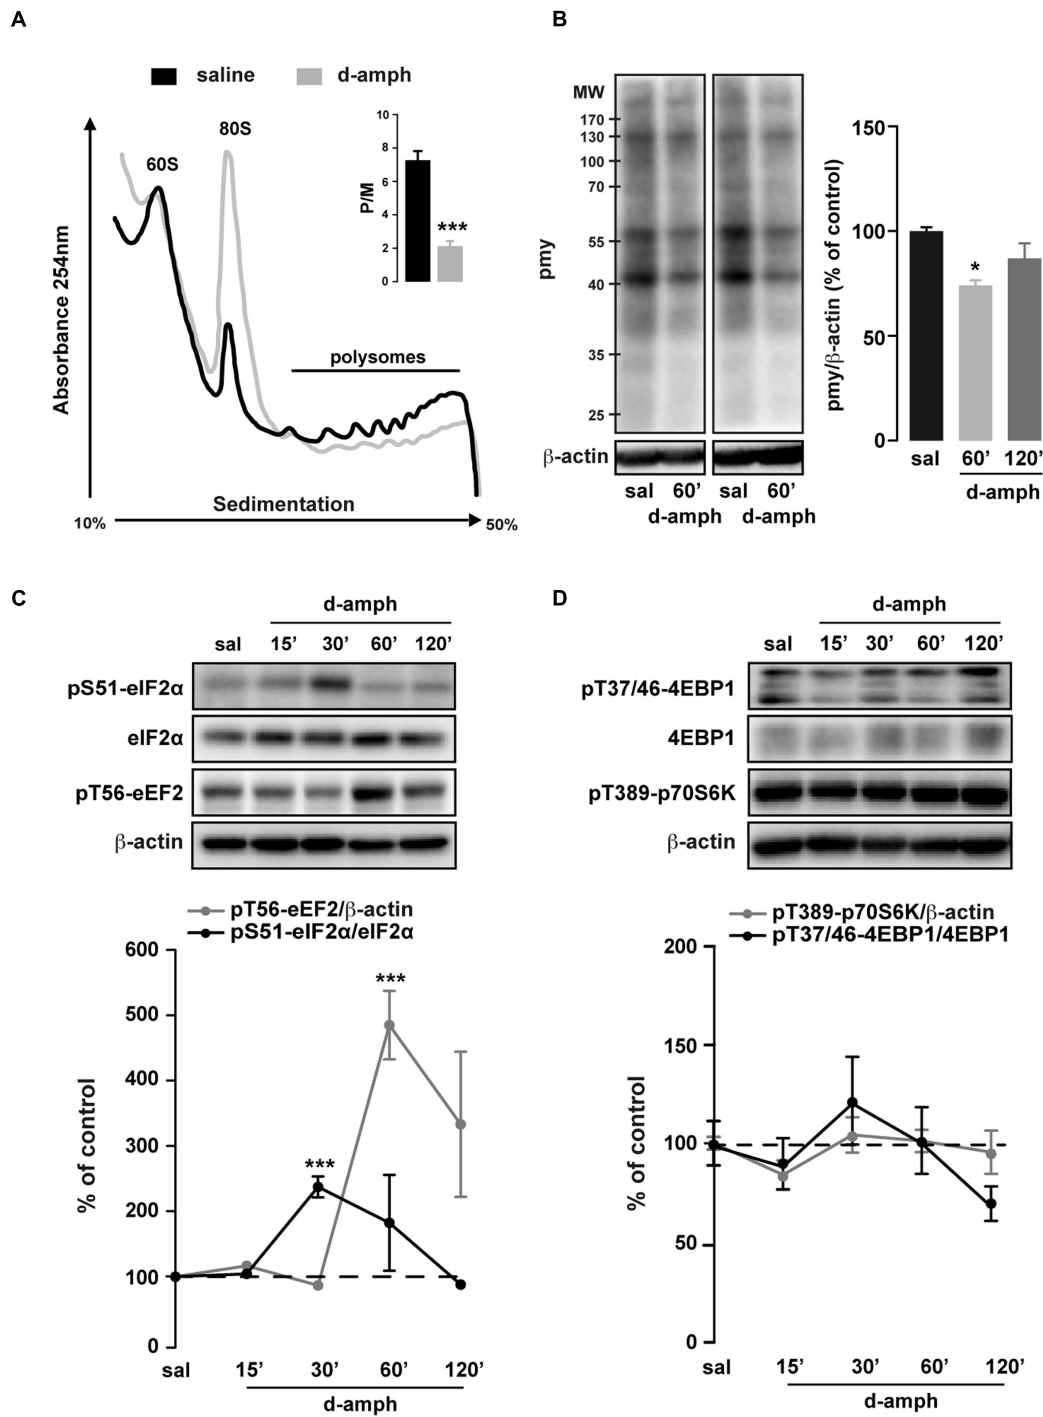 A
saline d-amph
60S
80S
Absorbance 254nm
P/M
10
8
6
4
2
0
***
polysomes
Sedimentation
10% 50%
B
MW
170
130
100
70
55
40
35
25
pmy
β-actin
sal 60’ sal 60’
d-amph d-amph
pmy/β-actin (% of control)
150
100
50
0
*
sal 60’ 120’
d-amph
C
d-amph
sal 15’ 30’ 60’ 120’
pS51-eIF2α
eIF2α
pT56-eEF2
β-actin
pT56-eEF2/β-actin
pS51-eIF2α/eIF2α
% of control
600
500
400
300
200
100
0
***
***
sal 15’ 30’ 60’ 120’
d-amph
D
d-amph
sal 15’ 30’ 60’ 120’
pT37/46-4EBP1
4EBP1
pT389-p70S6K
β-actin
pT389-p70S6K/β-actin
pT37/46-4EBP1/4EBP1
% of control
200
150
100
50
0
sal 15’ 30’ 60’ 120’
d-amph